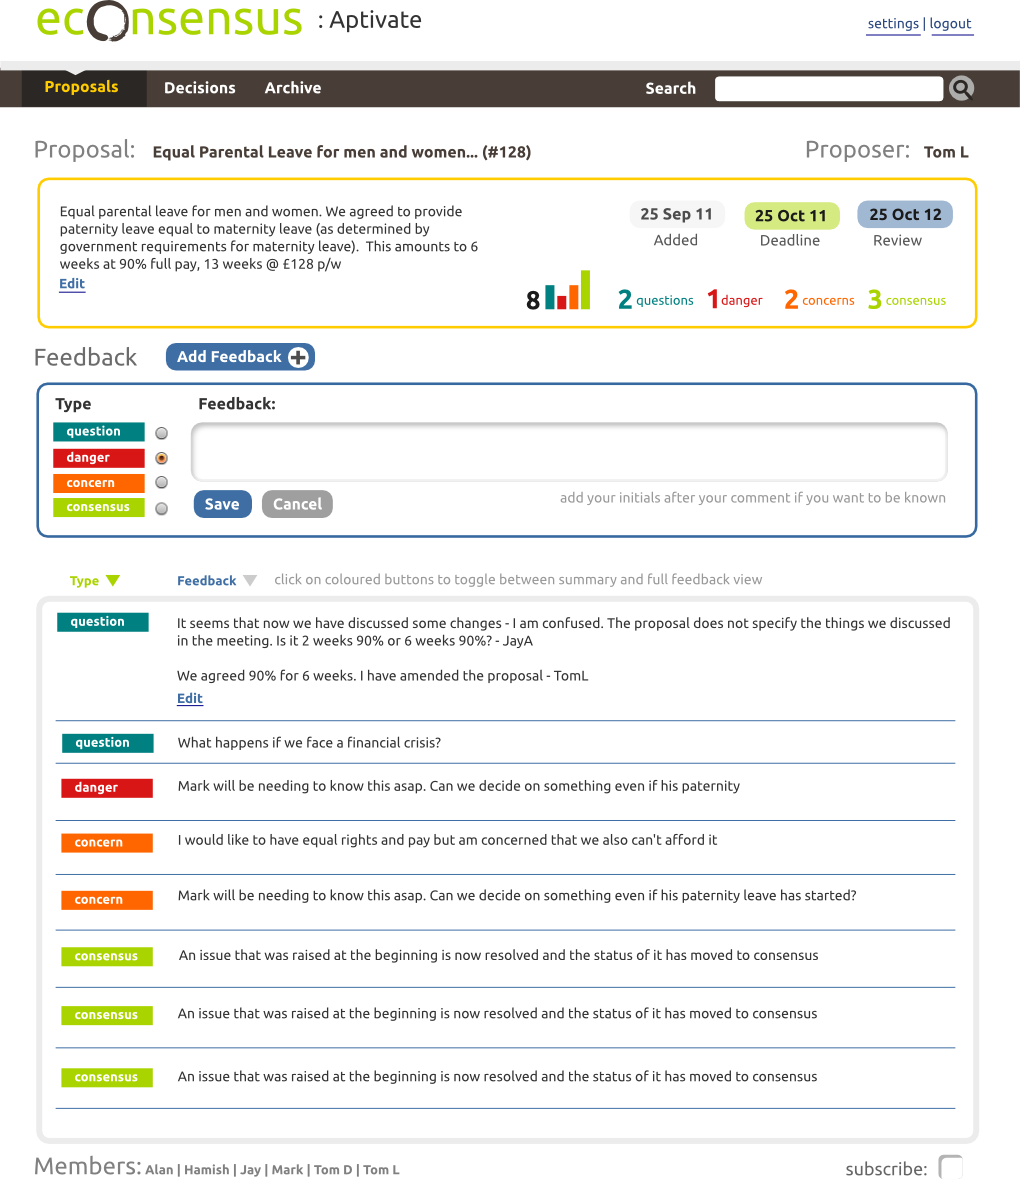 econsensus : Aptivate
settings | logout
Proposals Decisions Archive Search
Proposal: Equal Parental Leave for men and women... (#128) Proposer: Tom L
Equal parental leave for men and women. We agreed to provide
paternity leave equal to maternity leave (as determined by
government requirements for maternity leave).  This amounts to 6
weeks at 90% full pay, 13 weeks @ £128 p/w
Edit
25 Sep 11 25 Oct 11 25 Oct 12
Added Deadline Review
8 2 questions 1 danger 2 concerns 3 consensus
Feedback Add Feedback
Type Feedback:
question
danger
concern
consensus
Save Cancel add your initials after your comment if you want to be known
Type Feedback click on coloured buttons to toggle between summary and full feedback view
question It seems that now we have discussed some changes - I am confused. The proposal does not specify the things we discussed
in the meeting. Is it 2 weeks 90% or 6 weeks 90%? - JayA
We agreed 90% for 6 weeks. I have amended the proposal - TomL
Edit
question What happens if we face a financial crisis?
danger Mark will be needing to know this asap. Can we decide on something even if his paternity
concern I would like to have equal rights and pay but am concerned that we also can't afford it
concern Mark will be needing to know this asap. Can we decide on something even if his paternity leave has started?
consensus An issue that was raised at the beginning is now resolved and the status of it has moved to consensus
consensus An issue that was raised at the beginning is now resolved and the status of it has moved to consensus
consensus An issue that was raised at the beginning is now resolved and the status of it has moved to consensus
Members: Alan | Hamish | Jay | Mark | Tom D | Tom L subscribe: